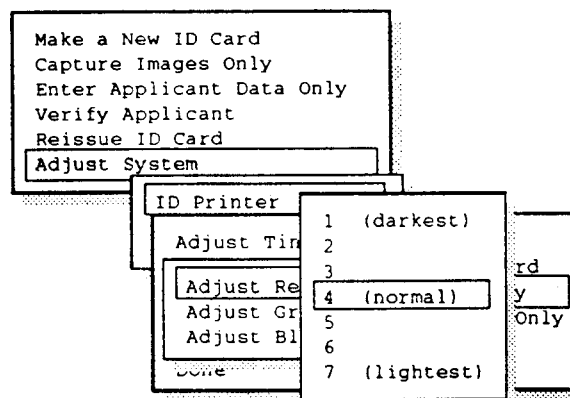 Make a New ID Card
Capture Images Only
Enter Applicant Data Only
Verify Applicant
Reissue ID Card
Adjust System
ID Printer
Adjust Tin
Adjust Re
Adjust Gr
Adjust Bl
Done
1 (darkest)
2
3
4 (normal)
5
6
7 (lightest)
rd
y
Only